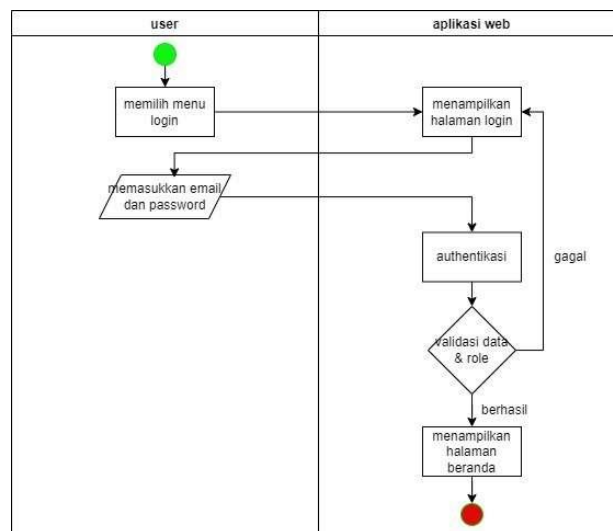 user
aplikasi web
memilih menu
login
menampilkan
halaman login
memasukkan email
dan password
authentikasi
gagal
validasi data
& role
berhasil
menampilkan
halaman
beranda